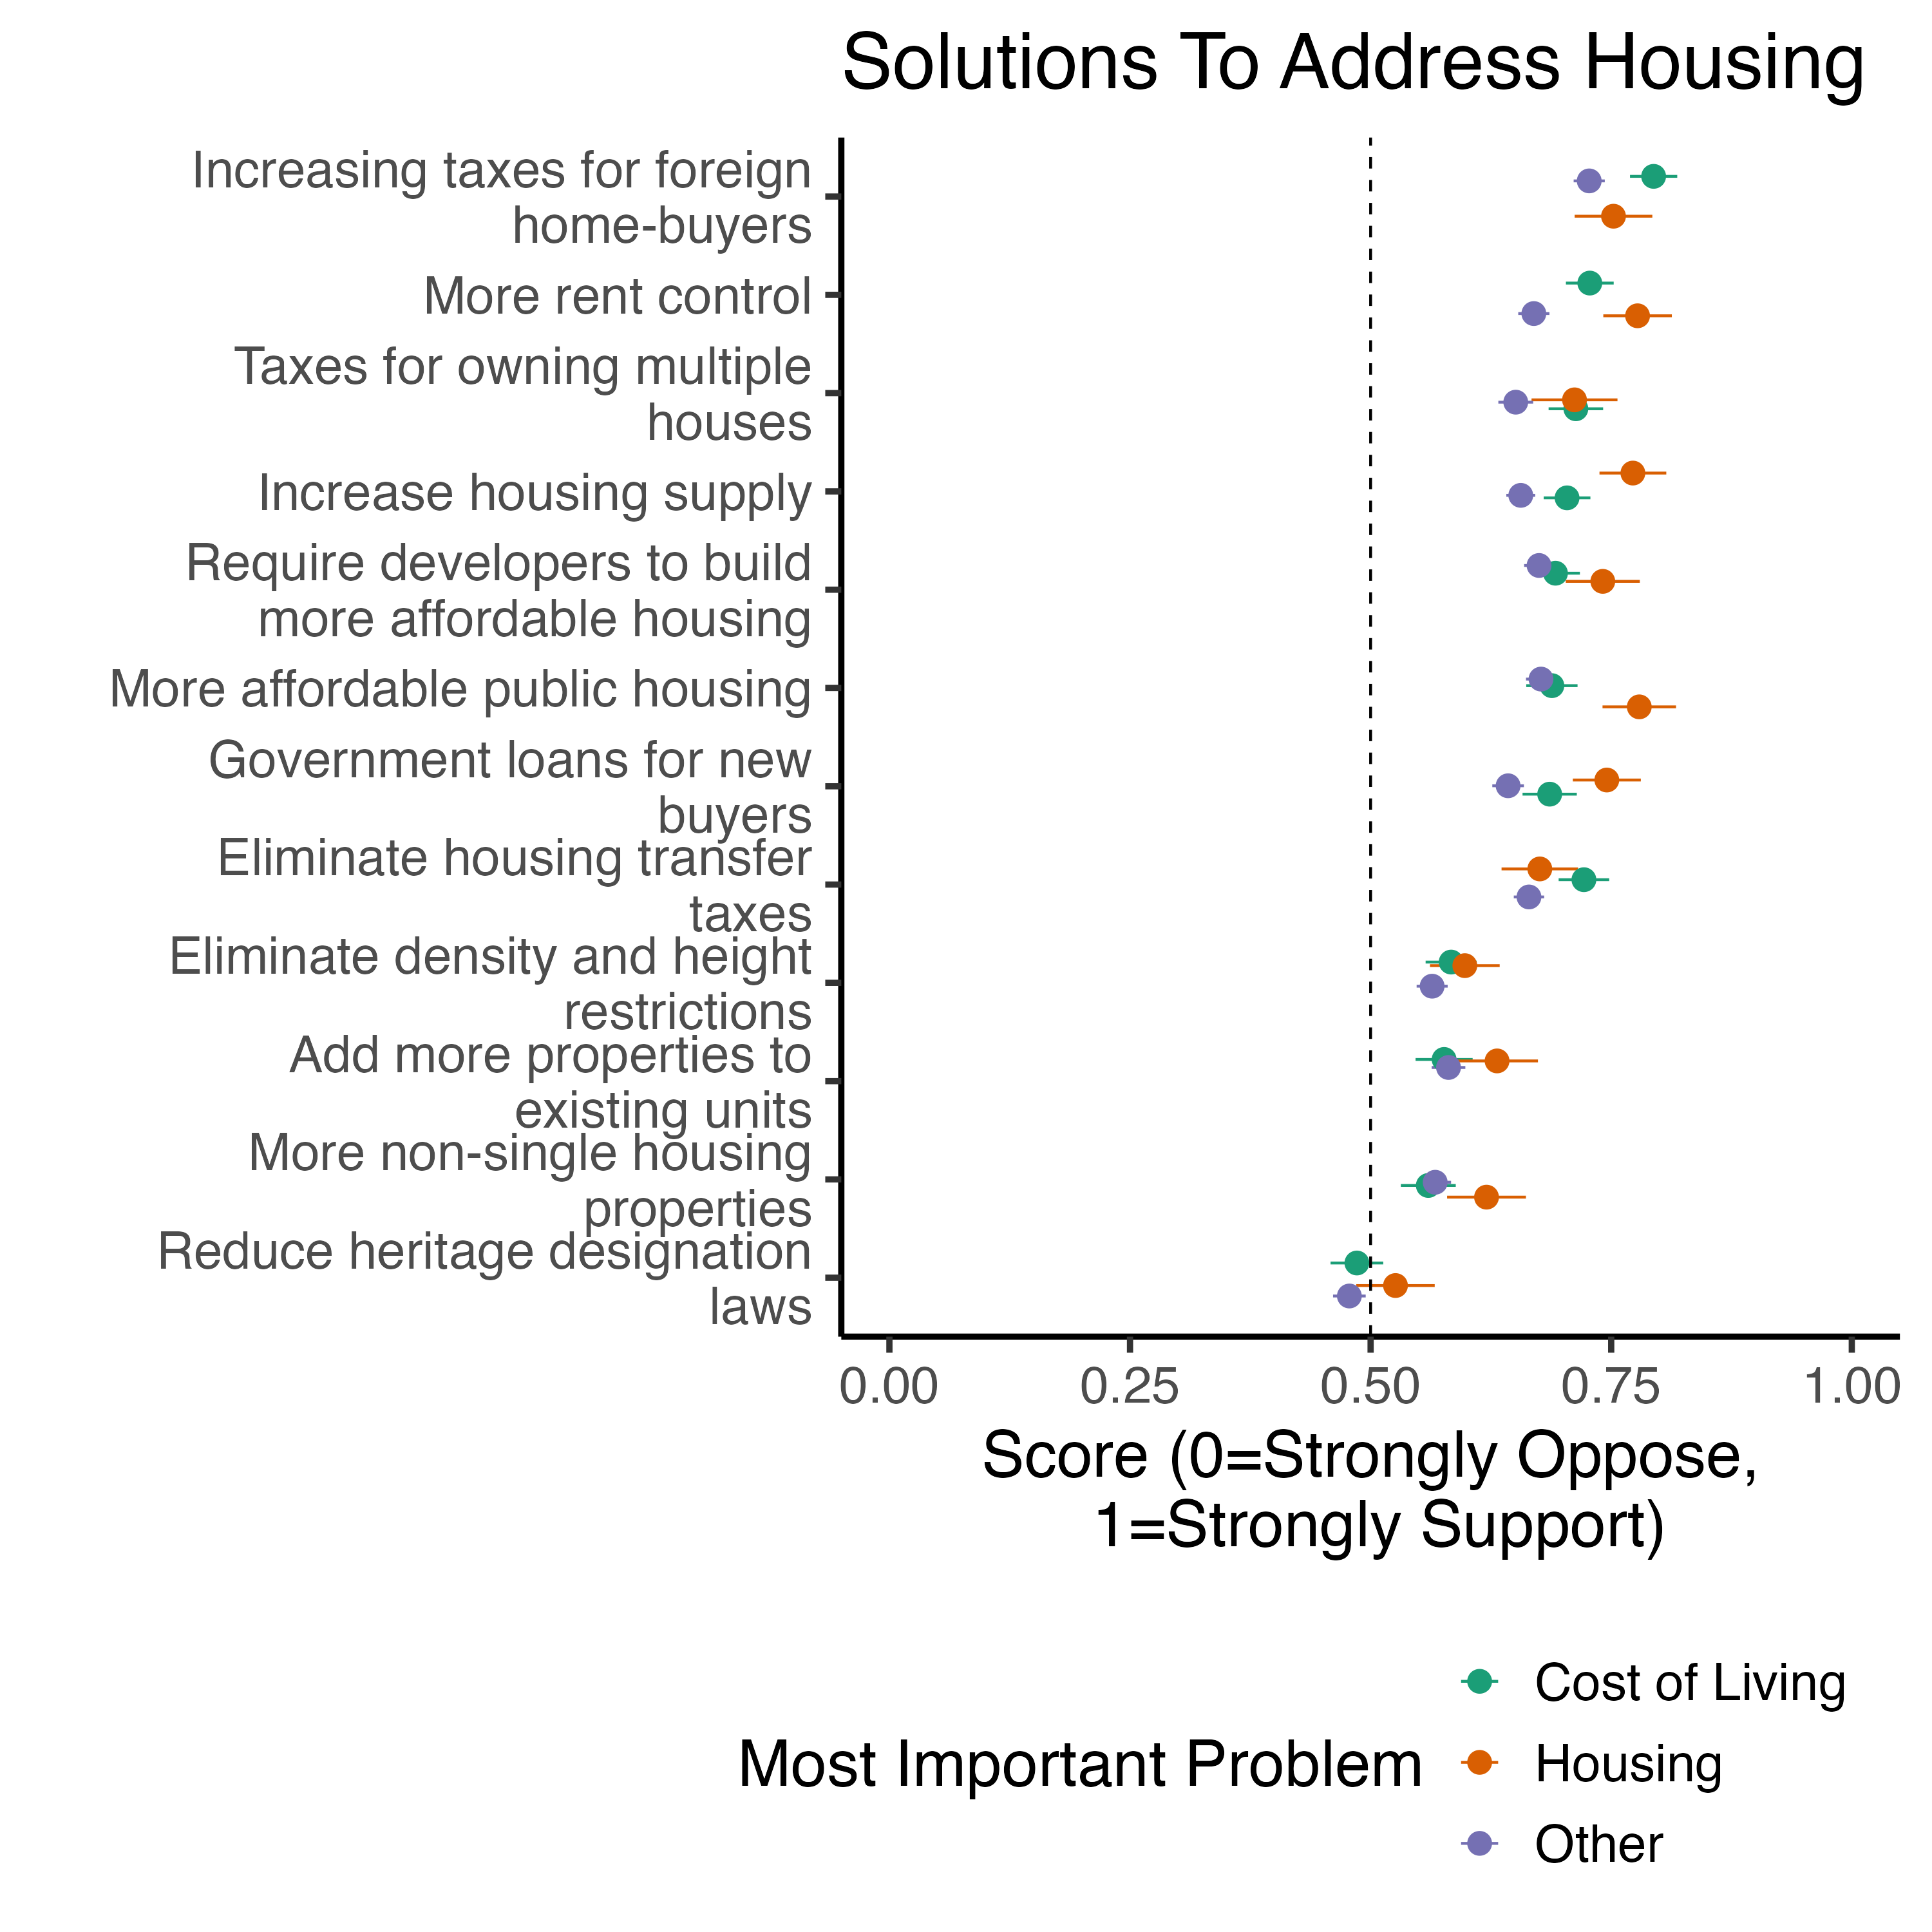 Solutions To Address Housing
Increasing taxes for foreign
home-buyers
More rent control
Taxes for owning multiple
houses
Increase housing supply
Require developers to build
more affordable housing
More affordable public housing
Government loans for new
buyers
Eliminate housing transfer
taxes
Eliminate density and height
restrictions
Add more properties to
existing units
More non-single housing
properties
Reduce heritage designation
laws
0.00 0.25 0.50 0.75 1.00
Score (0=Strongly Oppose,
1=Strongly Support)
Most Important Problem
Cost of Living
Housing
Other